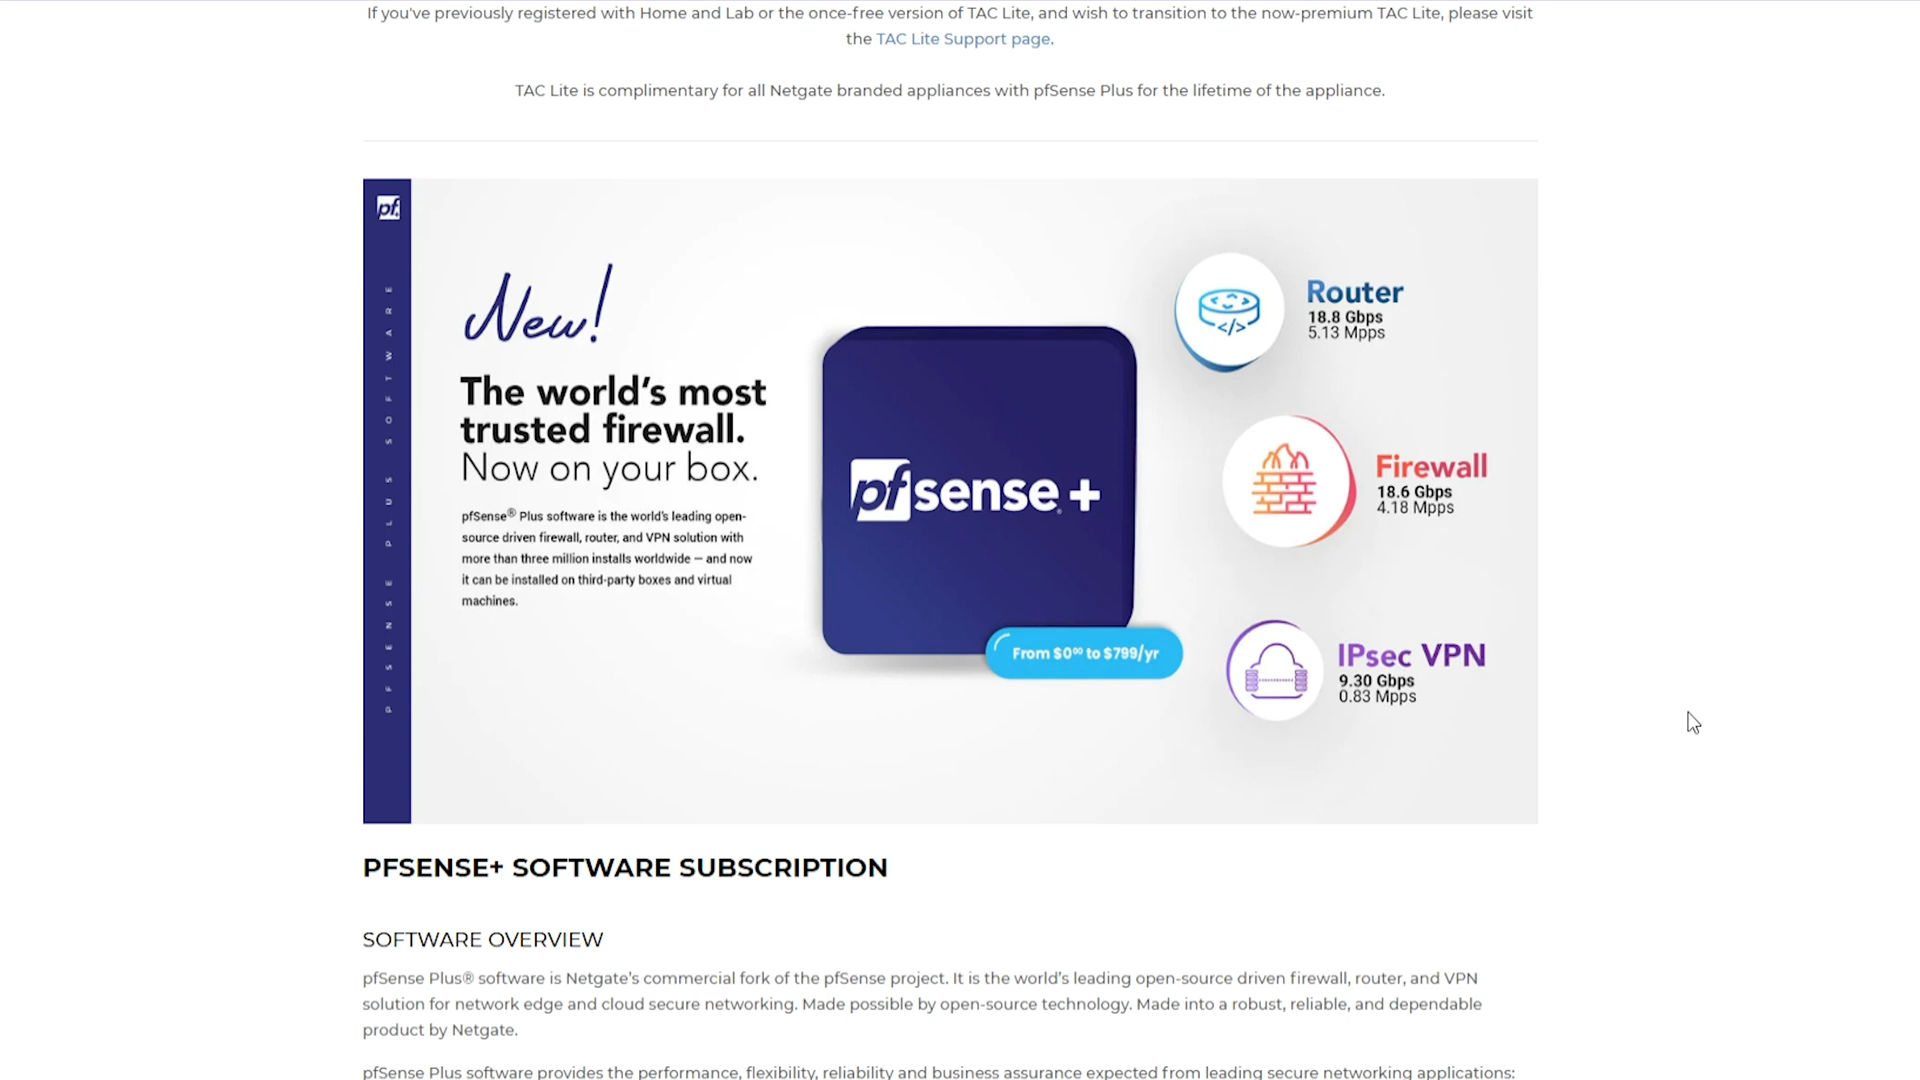 If you've previously registered with Home and Lab or the once-free version of TAC Lite, and wish to transition to the now-premium TAC Lite, please visit
the TAC Lite Support page.
TAC Lite is complimentary for all Netgate branded appliances with pfSense Plus for the lifetime of the appliance.
pf.
PFSENSE PLUS SOFTWARE
New!
The world's most
trusted firewall.
Now on your box.
pfSense® Plus software is the world's leading open-
source driven firewall, router, and VPN solution with
more than three million installs worldwide — and now
it can be installed on third-party boxes and virtual
machines.
pfsense+
From $0⁰⁰ to $799/yr
Router
18.8 Gbps
5.13 Mpps
</>
Firewall
18.6 Gbps
4.18 Mpps
IPsec VPN
9.30 Gbps
0.83 Mpps
PFSENSE+ SOFTWARE SUBSCRIPTION
SOFTWARE OVERVIEW
pfSense Plus® software is Netgate's commercial fork of the pfSense project. It is the world's leading open-source driven firewall, router, and VPN
solution for network edge and cloud secure networking. Made possible by open-source technology. Made into a robust, reliable, and dependable
product by Netgate.
pfSense Plus software provides the performance, flexibility, reliability and business assurance expected from leading secure networking applications: